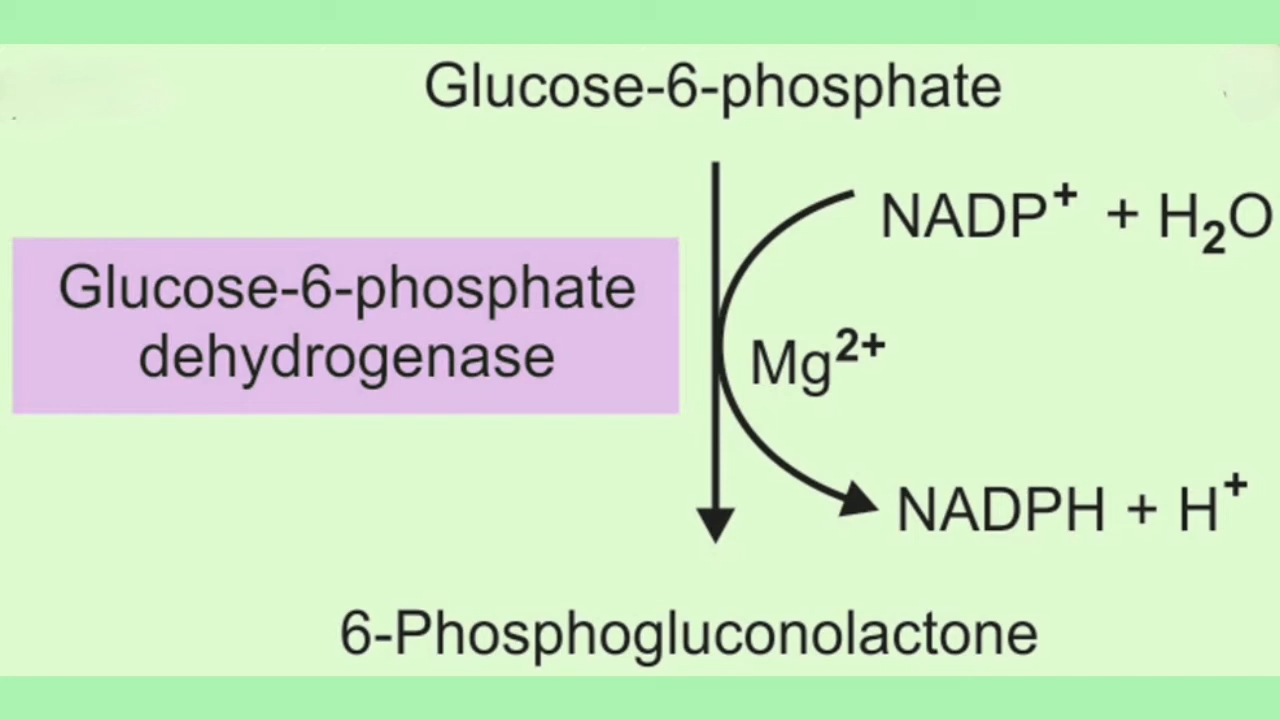 Glucose-6-phosphate
NADP⁺ + H₂O
Glucose-6-phosphate
dehydrogenase
Mg²⁺
NADPH + H⁺
6-Phosphogluconolactone